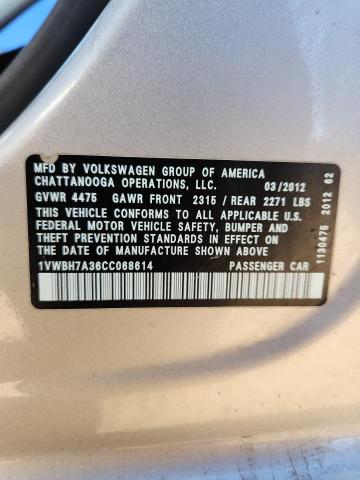 MFD BY VOLKSWAGEN GROUP OF AMERICA
CHATTANOOGA OPERATIONS, LLC. 03/2012
GVWR 4475 GAWR FRONT 2315 / REAR 2271 LBS
THIS VEHICLE CONFORMS TO ALL APPLICABLE U.S.
FEDERAL MOTOR VEHICLE SAFETY, BUMPER AND
THEFT PREVENTION STANDARDS IN EFFECT ON
THE DATE OF MANUFACTURE SHOWN ABOVE
1VWBH7A36CC068614 PASSENGER CAR
1130475 2012 62